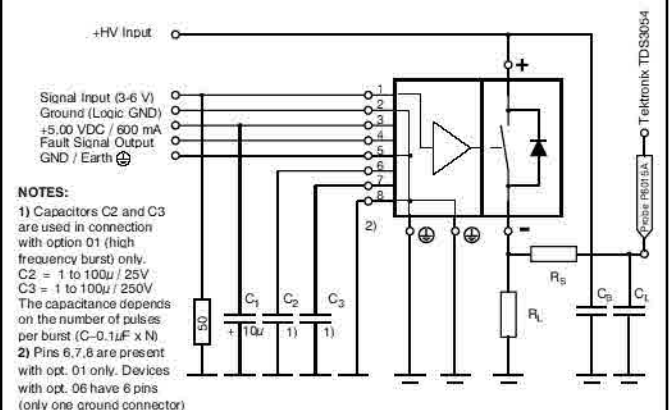 +HV Input
Signal Input (3-6 V)
Ground (Logic GND)
+5.00 VDC / 600 mA
Fault Signal Output
GND / Earth
1
2
3
4
5
6
7
8
2)
+
-
Tektronix TDS3054
Probe P6015A
RS
RL
CB
CL
50
C1
+ 10µ
C2
1)
C3
1)
NOTES:
1) Capacitors C2 and C3
are used in connection
with option 01 (high
frequency burst) only.
C2 = 1 to 100µ / 25V
C3 = 1 to 100µ / 250V
The capacitance depends
on the number of pulses
per burst (C~0.1µF x N)
2) Pins 6,7,8 are present
with opt. 01 only. Devices
with opt. 06 have 6 pins
(only one ground connector)